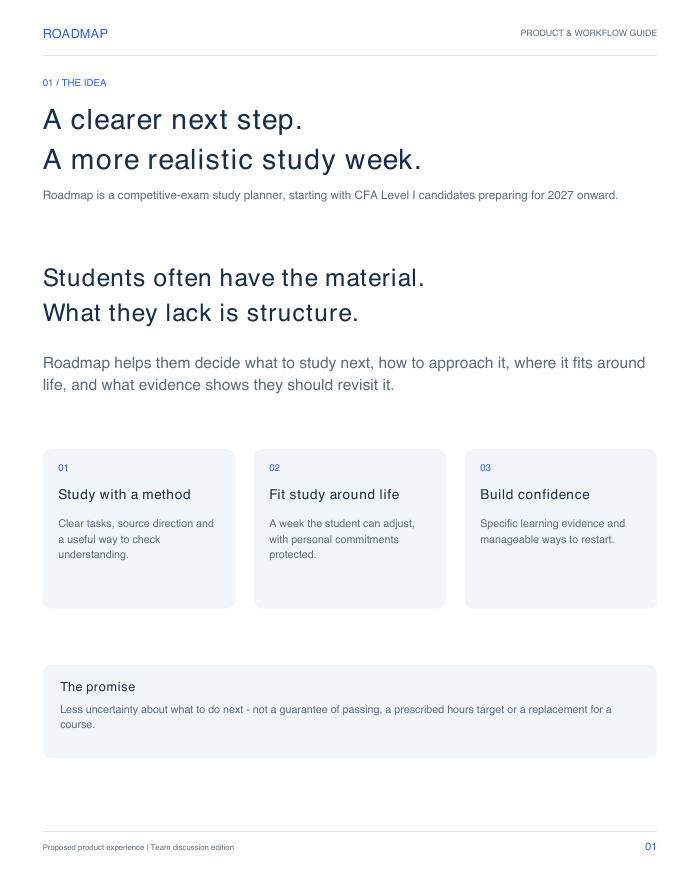 ROADMAP
PRODUCT & WORKFLOW GUIDE
01 / THE IDEA
A clearer next step.
A more realistic study week.
Roadmap is a competitive-exam study planner, starting with CFA Level I candidates preparing for 2027 onward.
Students often have the material.
What they lack is structure.
Roadmap helps them decide what to study next, how to approach it, where it fits around
life, and what evidence shows they should revisit it.
01
Study with a method
Clear tasks, source direction and
a useful way to check
understanding.
02
Fit study around life
A week the student can adjust,
with personal commitments
protected.
03
Build confidence
Specific learning evidence and
manageable ways to restart.
The promise
Less uncertainty about what to do next - not a guarantee of passing, a prescribed hours target or a replacement for a
course.
Proposed product experience | Team discussion edition
01